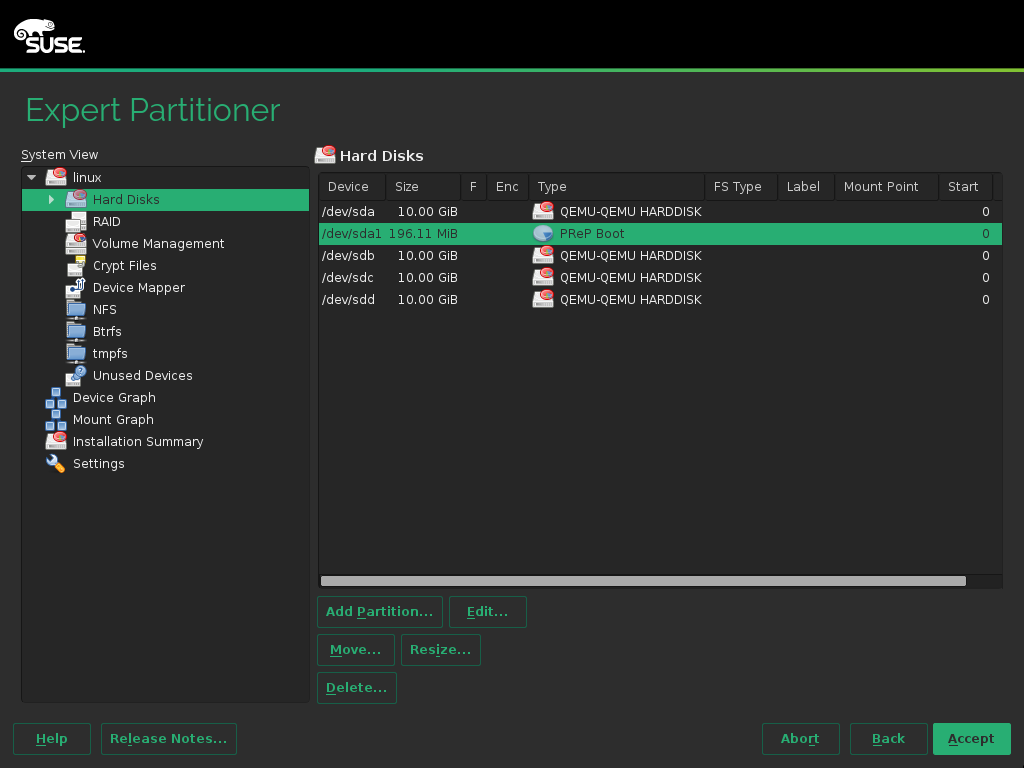 SUSE.
Expert Partitioner
System View
linux
Hard Disks
RAID
Volume Management
Crypt Files
Device Mapper
NFS
Btrfs
tmpfs
Unused Devices
Device Graph
Mount Graph
Installation Summary
Settings
Hard Disks
Device Size F Enc Type FS Type Label Mount Point Start
/dev/sda 10.00 GiB QEMU-QEMU HARDDISK 0
/dev/sda1 196.11 MiB PReP Boot 0
/dev/sdb 10.00 GiB QEMU-QEMU HARDDISK 0
/dev/sdc 10.00 GiB QEMU-QEMU HARDDISK 0
/dev/sdd 10.00 GiB QEMU-QEMU HARDDISK 0
Add Partition... Edit...
Move... Resize...
Delete...
Help Release Notes... Abort Back Accept